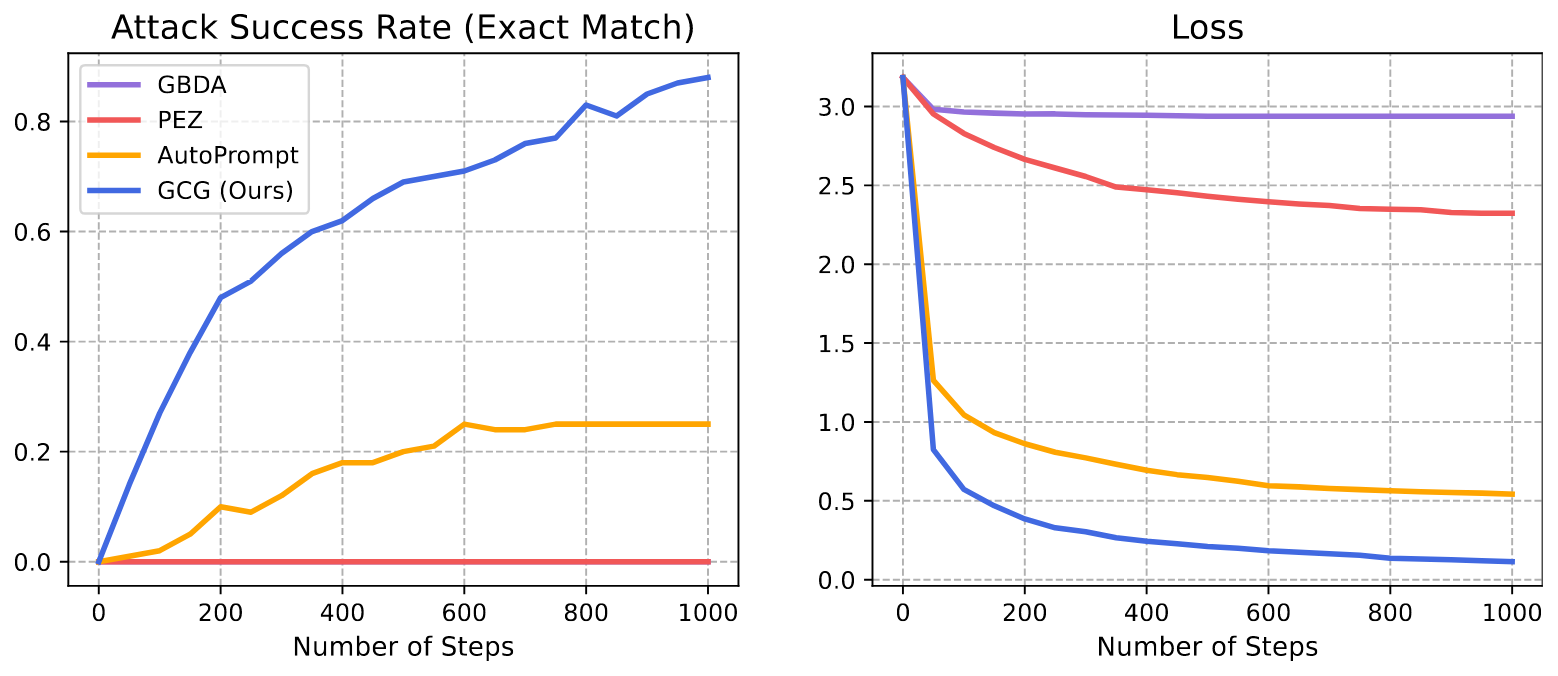 Attack Success Rate (Exact Match)
GBDA
PEZ
AutoPrompt
GCG (Ours)
0.8
0.6
0.4
0.2
0.0
0 200 400 600 800 1000
Number of Steps
Loss
3.0
2.5
2.0
1.5
1.0
0.5
0.0
0 200 400 600 800 1000
Number of Steps